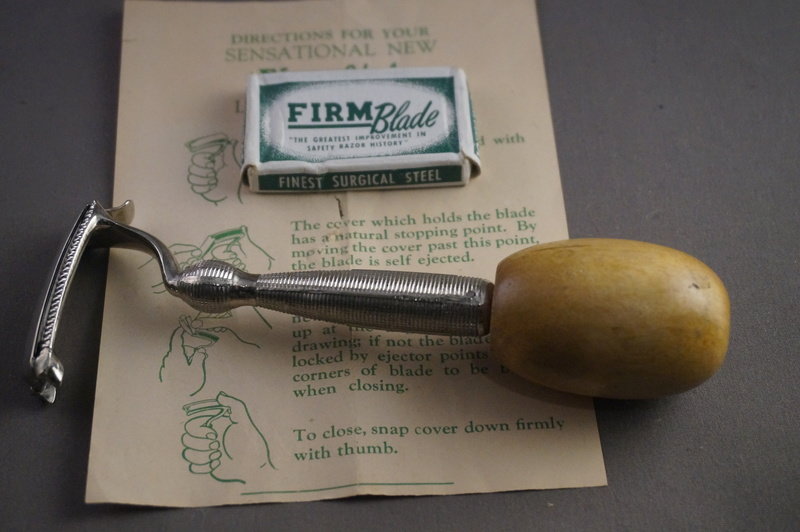 DIRECTIONS FOR YOUR
SENSATIONAL NEW
FIRM Blade
"THE GREATEST IMPROVEMENT IN
SAFETY RAZOR HISTORY"
FINEST SURGICAL STEEL
with
The cover which holds the blade
has a natural stopping point. By
moving the cover past this point,
the blade is self ejected.
up at
drawing; if not the blade
locked by ejector points
corners of blade to be
when closing.
To close, snap cover down firmly
with thumb.